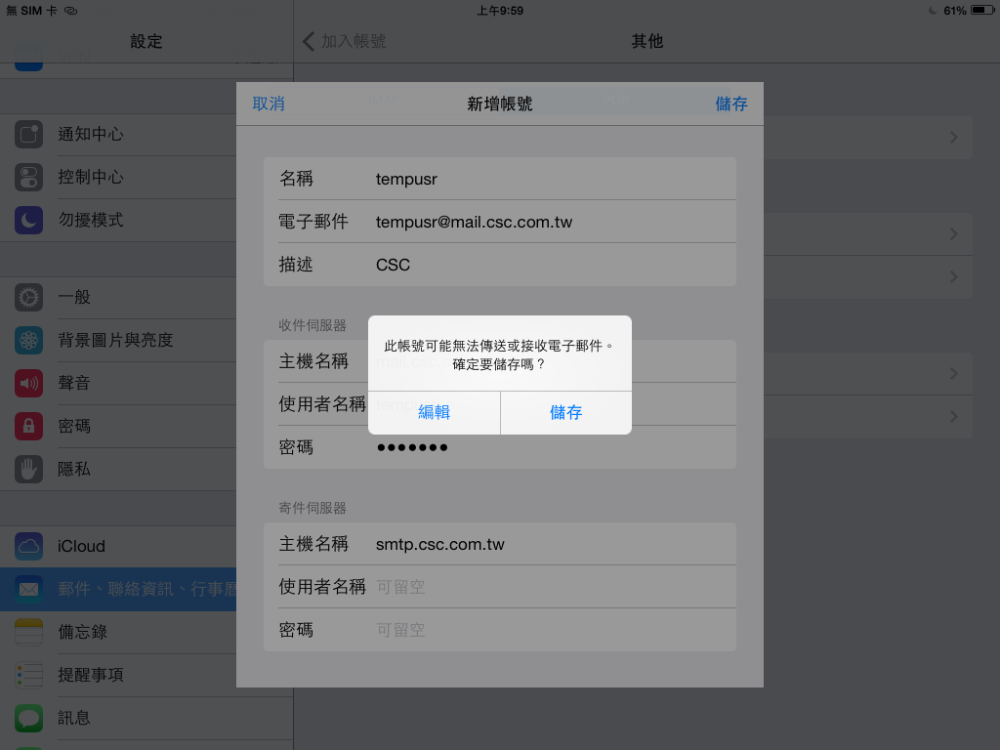 無 SIM 卡
上午9:59
61%
設定
加入帳號
其他
取消
新增帳號
儲存
通知中心
控制中心
勿擾模式
一般
背景圖片與亮度
聲音
密碼
隱私
iCloud
郵件、聯絡資訊、行事曆
備忘錄
提醒事項
訊息
名稱 tempusr
電子郵件 tempusr@mail.csc.com.tw
描述 CSC
收件伺服器
主機名稱
使用者名稱
密碼 ●●●●●●●
此帳號可能無法傳送或接收電子郵件。
確定要儲存嗎？
編輯
儲存
寄件伺服器
主機名稱 smtp.csc.com.tw
使用者名稱 可留空
密碼 可留空